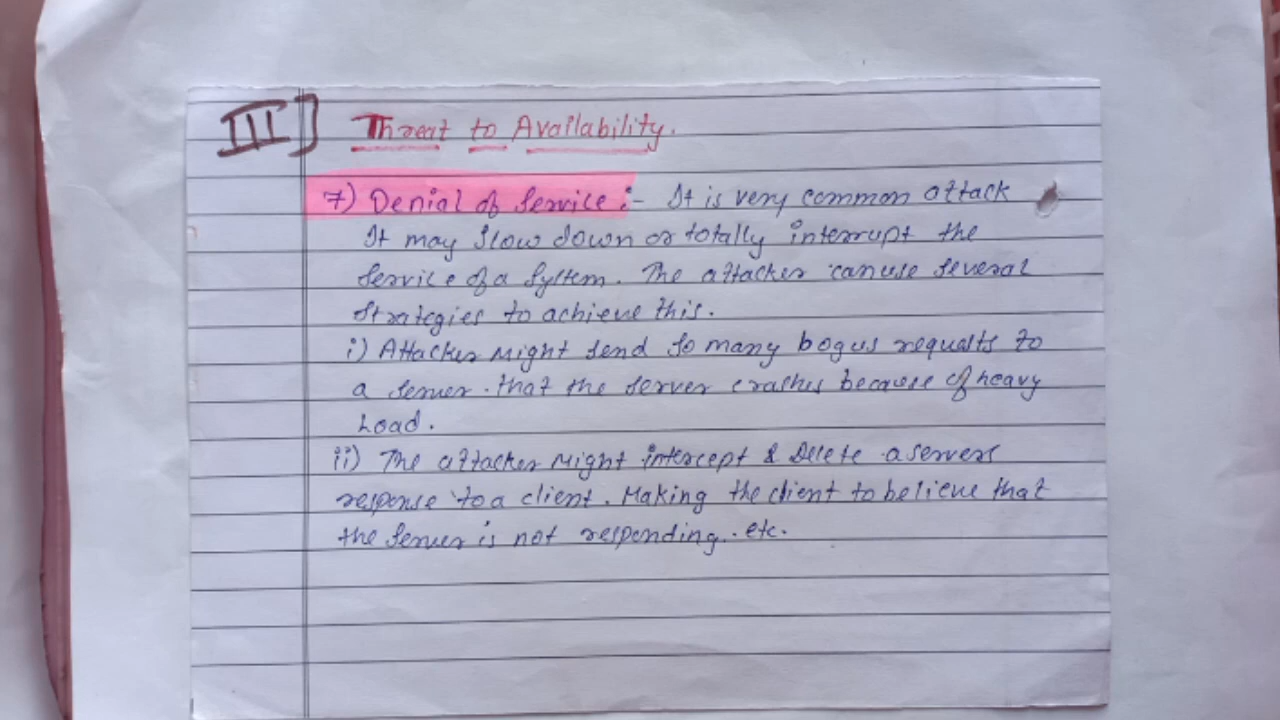 III] Threat to Availability.
7) Denial of Service :- It is very common attack
It may slow down or totally interrupt the
Service of a System. The attacker can use several
Strategies to achieve this.
i) Attacker Might send so many bogus requests to
a server. that the server crashes because of heavy
Load.
ii) The attacker Might intercept & Delete a servers
response to a client. Making the client to believe that
the server is not responding. etc.